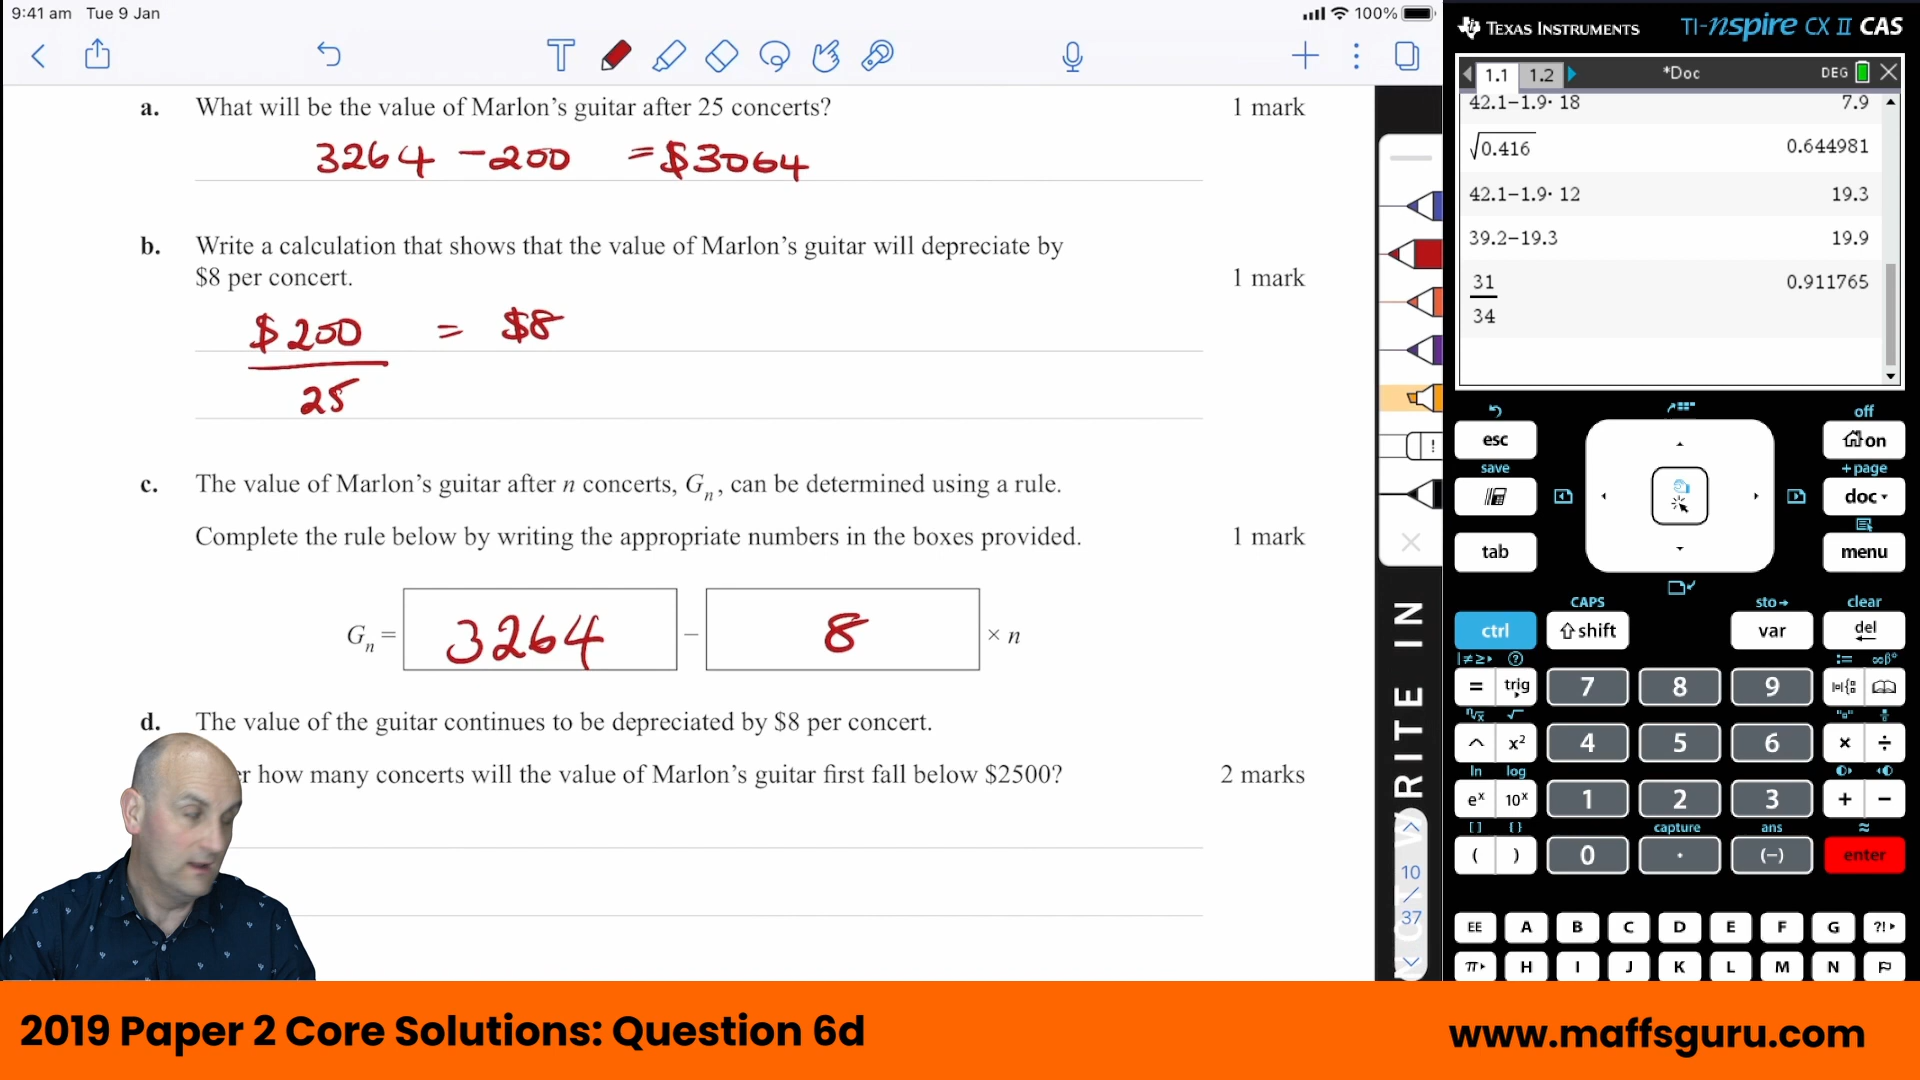 9:41 am Tue 9 Jan
100%
a. What will be the value of Marlon’s guitar after 25 concerts? 1 mark
3264 - 200 = $3064
b. Write a calculation that shows that the value of Marlon’s guitar will depreciate by
$8 per concert. 1 mark
$200 = $8
25
c. The value of Marlon’s guitar after n concerts, Gn, can be determined using a rule.
Complete the rule below by writing the appropriate numbers in the boxes provided. 1 mark
Gn = 3264 − 8 × n
d. The value of the guitar continues to be depreciated by $8 per concert.
how many concerts will the value of Marlon’s guitar first fall below $2500? 2 marks
RITE IN
10
/
37
TEXAS INSTRUMENTS TI-nspire CX II CAS
1.1 1.2 *Doc DEG
42.1−1.9· 18 7.9
√0.416 0.644981
42.1−1.9· 12 19.3
39.2−19.3 19.9
31
34 0.911765
off
esc on
save +page
doc
tab menu
CAPS sto→ clear
ctrl shift var del
|≠≥▸ ? := ∞β°
= trig 7 8 9
n√x √
^ x² 4 5 6 × ÷
ln log
eˣ 10ˣ 1 2 3 + −
[ ] { } capture ans ≈
( ) 0 . (−) enter
EE A B C D E F G ?!▸
π▸ H I J K L M N
2019 Paper 2 Core Solutions: Question 6d
www.maffsguru.com